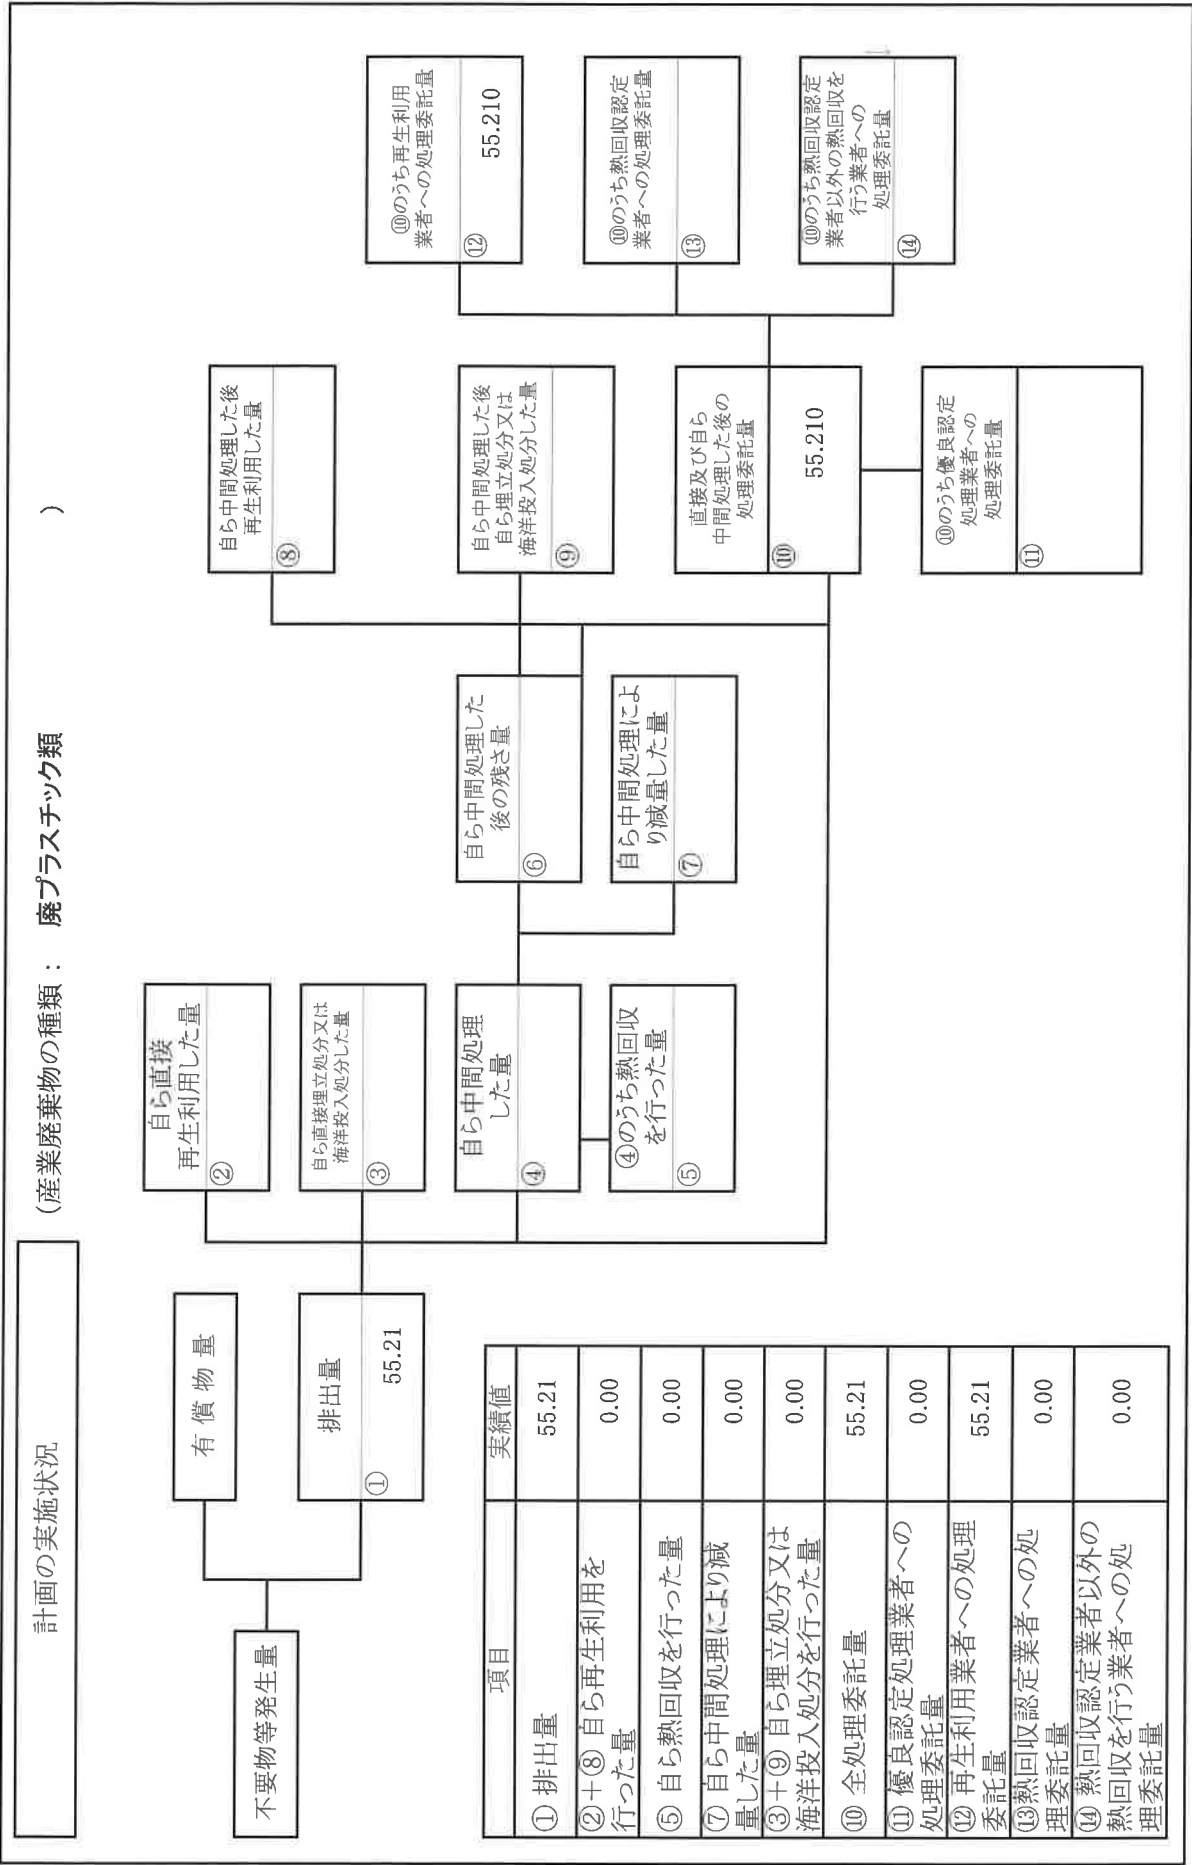 計画の実施状況
(産業廃棄物の種類： 廃プラスチック類 )
不要物等発生量
有償物量
排出量
① 55.21
自ら直接
再生利用した量
②
自ら直接埋立処分又は
海洋投入処分した量
③
自ら中間処理
した量
④
④のうち熱回収
を行った量
⑤
自ら中間処理した
後の残さ量
⑥
自ら中間処理によ
り減量した量
⑦
自ら中間処理した後
再生利用した量
⑧
自ら中間処理した後
自ら埋立処分又は
海洋投入処分した量
⑨
直接及び自ら
中間処理した後の
処理委託量
⑩ 55.210
⑩のうち優良認定
処理業者への
処理委託量
⑪
⑩のうち再生利用
業者への処理委託量
⑫ 55.210
⑩のうち熱回収認定
業者への処理委託量
⑬
⑩のうち熱回収認定
業者以外の熱回収を
行う業者への
処理委託量
⑭
項目 実績値
① 排出量 55.21
②＋⑧ 自ら再生利用を
行った量 0.00
⑤ 自ら熱回収を行った量 0.00
⑦ 自ら中間処理により減
量した量 0.00
③＋⑨ 自ら埋立処分又は
海洋投入処分を行った量 0.00
⑩ 全処理委託量 55.21
⑪ 優良認定処理業者への
処理委託量 0.00
⑫ 再生利用業者への処理
委託量 55.21
⑬熱回収認定業者への処
理委託量 0.00
⑭ 熱回収認定業者以外の
熱回収を行う業者への処
理委託量 0.00